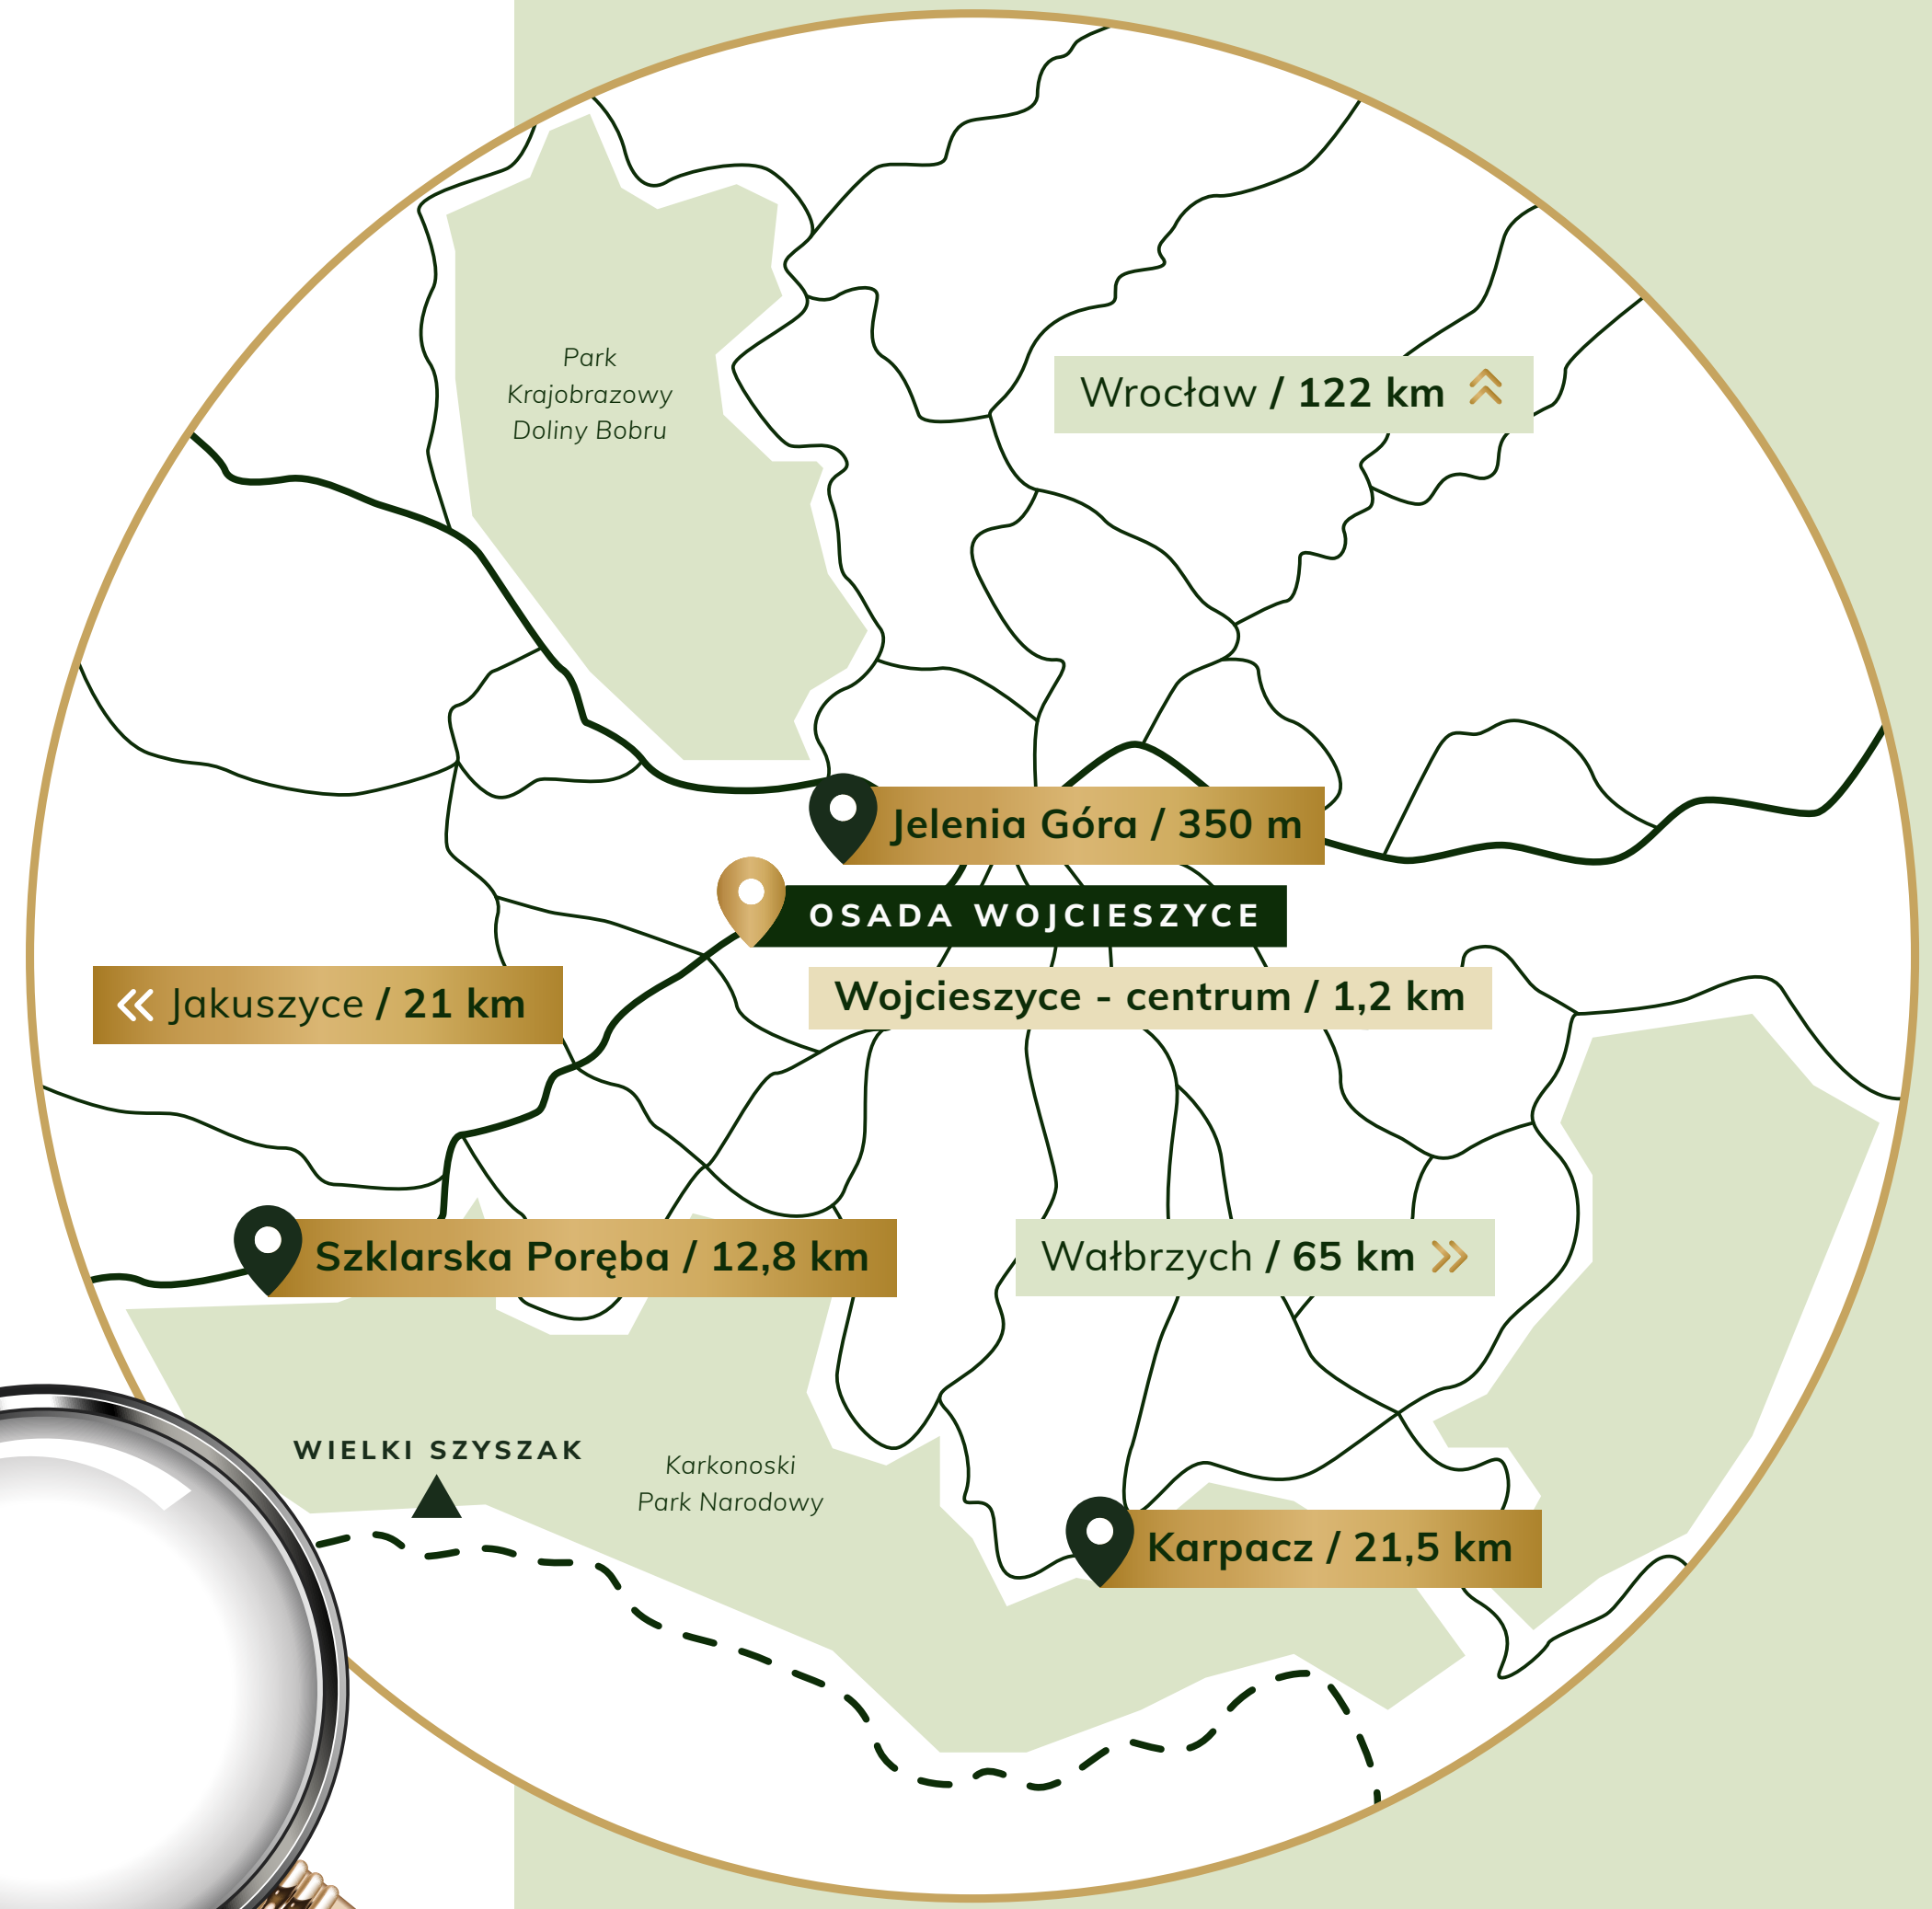 Park
Krajobrazowy
Doliny Bobru
Wrocław / 122 km
Jelenia Góra / 350 m
OSADA WOJCIESZYCE
Jakuszyce / 21 km
Wojcieszyce - centrum / 1,2 km
Szklarska Poręba / 12,8 km
Wałbrzych / 65 km
WIELKI SZYSZAK
Karkonoski
Park Narodowy
Karpacz / 21,5 km